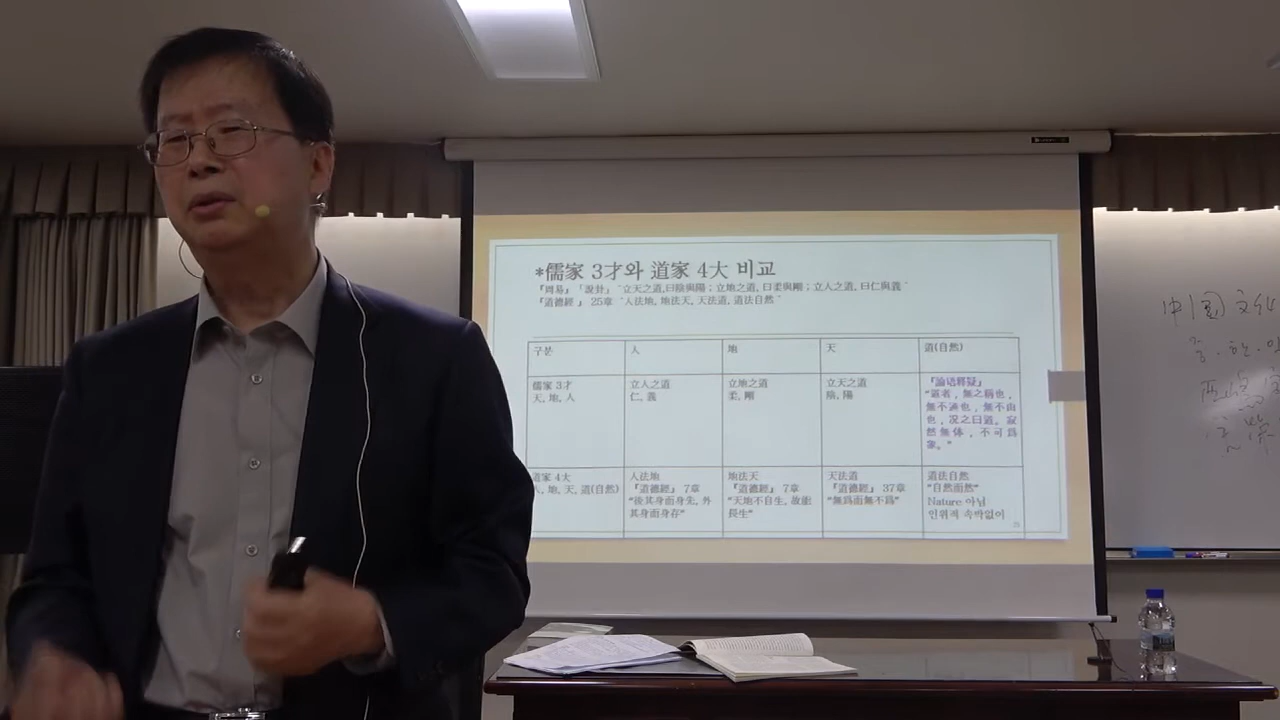 *儒家 3才와 道家 4大 비교
『周易』「說卦」"立天之道,曰陰與陽 ; 立地之道, 曰柔與剛 ; 立人之道, 曰仁與義"
『道德經 』 25章 "人法地, 地法天, 天法道, 道法自然"
구분 人 地 天 道(自然)
儒家 3才
天, 地, 人
立人之道
仁, 義
立地之道
柔, 剛
立天之道
陰, 陽
『論语释疑』
"道者 , 無之稱也 ,
無不通也 , 無不由
也 , 况之曰道。寂
然 無 体 , 不 可 爲
象。"
道家 4大
人, 地, 天, 道(自然)
人法地
『道德經』 7章
"後其身而身先, 外
其身而身存"
地法天
『道德經』 7章
"天地不自生, 故能
長生"
天法道
『道德經』 37章
"無爲而無不爲"
道法自然
"自然而然"
Nature 아님
인위적 속박없이
中国 文化